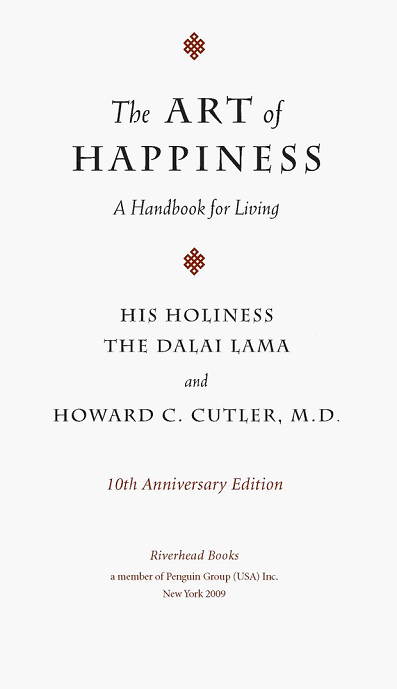 The ART of
HAPPINESS
A Handbook for Living
HIS HOLINESS
THE DALAI LAMA
and
HOWARD C. CUTLER, M.D.
10th Anniversary Edition
Riverhead Books
a member of Penguin Group (USA) Inc.
New York 2009